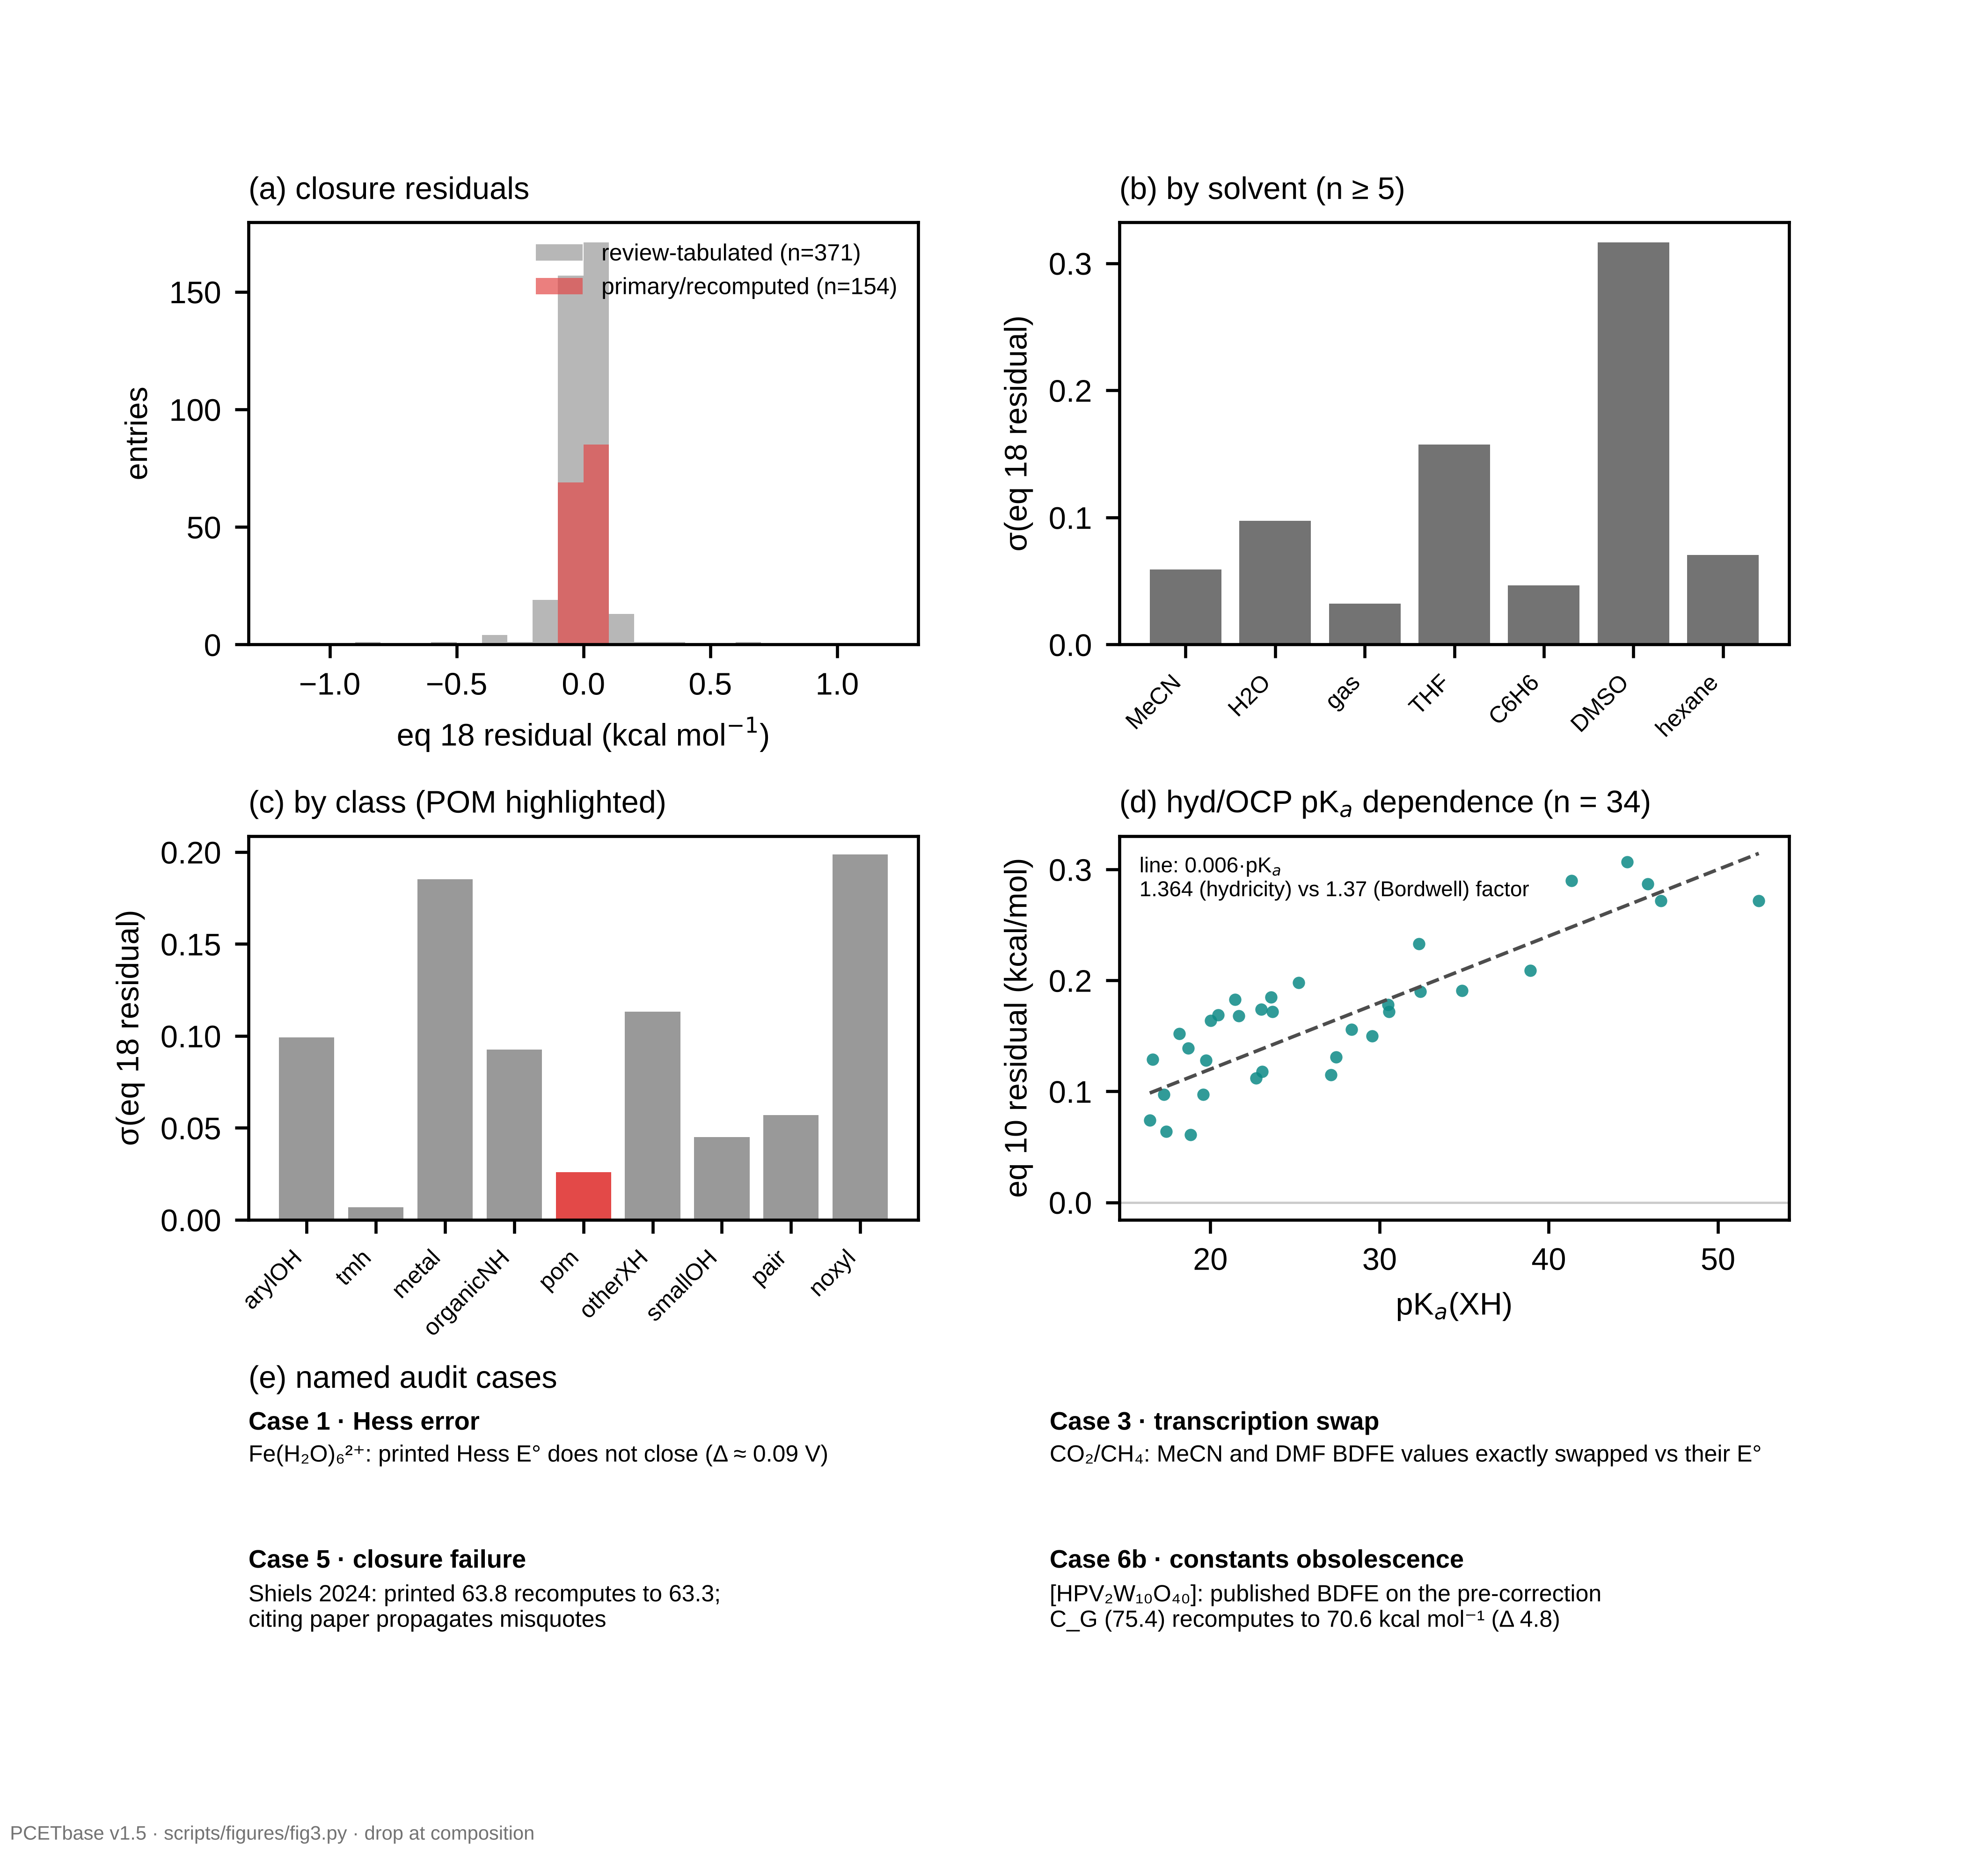 (a) closure residuals
review-tabulated (n=371)
primary/recomputed (n=154)
entries
150
100
50
0
−1.0
−0.5
0.0
0.5
1.0
eq 18 residual (kcal mol⁻¹)
(b) by solvent (n ≥ 5)
σ(eq 18 residual)
0.3
0.2
0.1
0.0
MeCN
H2O
gas
THF
C6H6
DMSO
hexane
(c) by class (POM highlighted)
σ(eq 18 residual)
0.20
0.15
0.10
0.05
0.00
arylOH
tmh
metal
organicNH
pom
otherXH
smallOH
pair
noxyl
(d) hyd/OCP pKₐ dependence (n = 34)
line: 0.006·pKₐ
1.364 (hydricity) vs 1.37 (Bordwell) factor
eq 10 residual (kcal/mol)
0.3
0.2
0.1
0.0
20
30
40
50
pKₐ(XH)
(e) named audit cases
Case 1 · Hess error
Fe(H₂O)₆²⁺: printed Hess E° does not close (Δ ≈ 0.09 V)
Case 3 · transcription swap
CO₂/CH₄: MeCN and DMF BDFE values exactly swapped vs their E°
Case 5 · closure failure
Shiels 2024: printed 63.8 recomputes to 63.3;
citing paper propagates misquotes
Case 6b · constants obsolescence
[HPV₂W₁₀O₄₀]: published BDFE on the pre-correction
C_G (75.4) recomputes to 70.6 kcal mol⁻¹ (Δ 4.8)
PCETbase v1.5 · scripts/figures/fig3.py · drop at composition